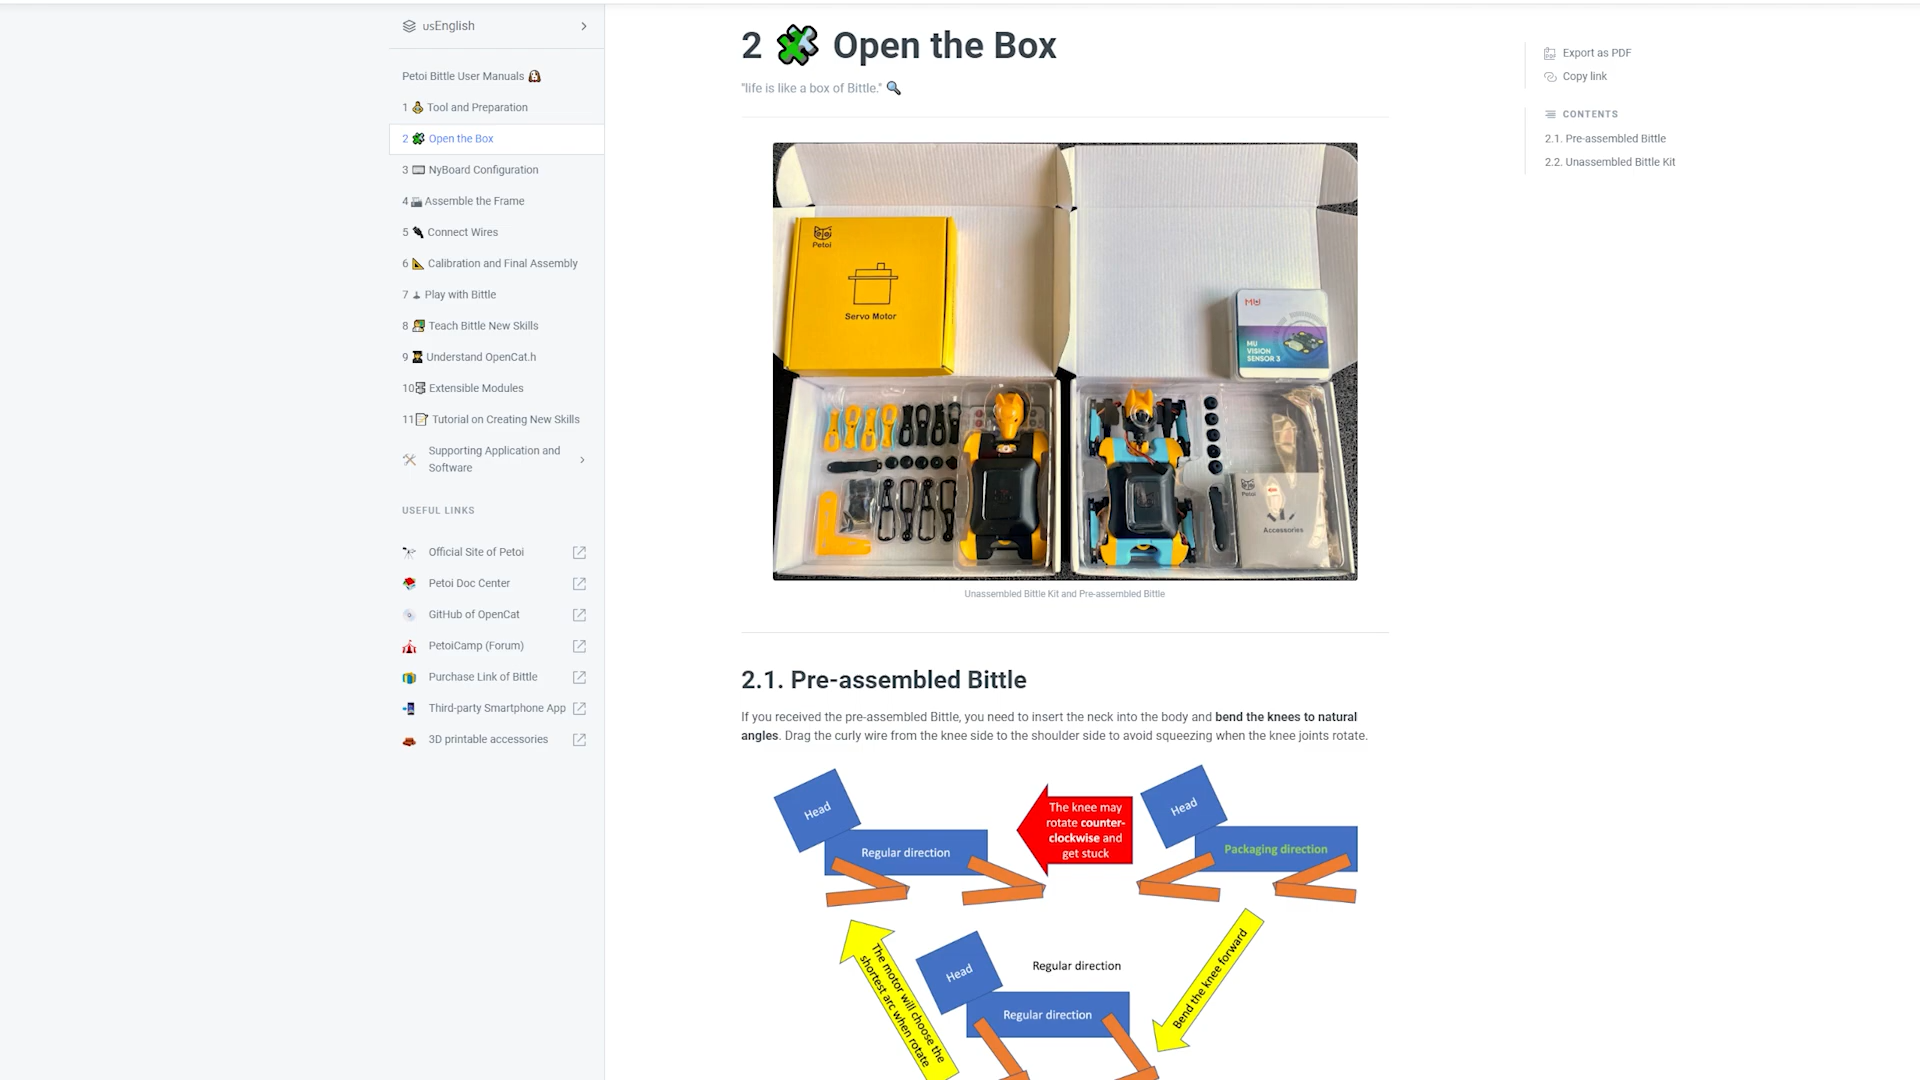 usEnglish
Petoi Bittle User Manuals
1 Tool and Preparation
2 Open the Box
3 NyBoard Configuration
4 Assemble the Frame
5 Connect Wires
6 Calibration and Final Assembly
7 Play with Bittle
8 Teach Bittle New Skills
9 Understand OpenCat.h
10 Extensible Modules
11 Tutorial on Creating New Skills
Supporting Application and
Software
USEFUL LINKS
Official Site of Petoi
Petoi Doc Center
GitHub of OpenCat
PetoiCamp (Forum)
Purchase Link of Bittle
Third-party Smartphone App
3D printable accessories
2 Open the Box
"life is like a box of Bittle."
Petoi
Servo Motor
MU
MU
VISION
SENSOR 3
Petoi
Accessories
Unassembled Bittle Kit and Pre-assembled Bittle
2.1. Pre-assembled Bittle
If you received the pre-assembled Bittle, you need to insert the neck into the body and bend the knees to natural
angles. Drag the curly wire from the knee side to the shoulder side to avoid squeezing when the knee joints rotate.
Head
Regular direction
The knee may
rotate counter-
clockwise and
get stuck
Head
Packaging direction
The motor will choose the
shortest arc when rotate
Head
Regular direction
Regular direction
Bend the knee forward
Export as PDF
Copy link
CONTENTS
2.1. Pre-assembled Bittle
2.2. Unassembled Bittle Kit